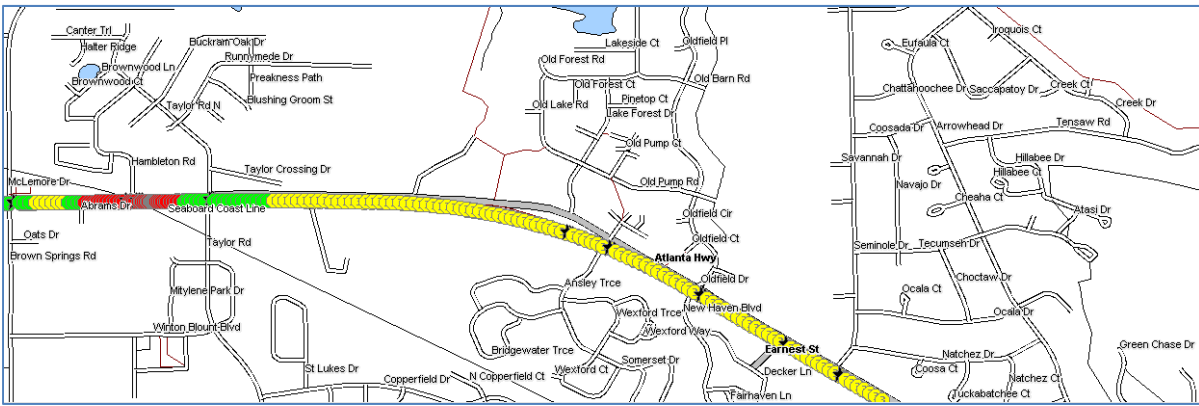 Canter Trl
Halter Ridge
Buckram Oak Dr
Runnymede Dr
Brownwood Ln
Brownwood Ct
Preakness Path
Blushing Groom St
Taylor Rd N
Hambleton Rd
Taylor Crossing Dr
McLemore Dr
Abrams Dr
Seaboard Coast Line
Oats Dr
Brown Springs Rd
Taylor Rd
Mitylene Park Dr
Winton Blount Blvd
St Lukes Dr
Copperfield Dr
N Copperfield Ct
Lakeside Ct
Oldfield Pl
Old Forest Rd
Old Forest Ct
Old Barn Rd
Old Lake Rd
Pinetop Ct
Lake Forest Dr
Old Pump Ct
Old Pump Rd
Oldfield Cir
Oldfield Ct
Atlanta Hwy
Oldfield Dr
Ansley Trce
New Haven Blvd
Wexford Trce
Wexford Way
Bridgewater Trce
Wexford Ct
Somerset Dr
Earnest St
Decker Ln
Fairhaven Ln
Eufaula Ct
Iroquois Ct
Chattahoochee Dr
Saccapatoy Dr
Creek Ct
Creek Dr
Coosada Dr
Arrowhead Dr
Tensaw Rd
Savannah Dr
Hillabee Dr
Hillabee Ct
Navajo Dr
Cheaha Ct
Atasi Dr
Seminole Dr
Tecumseh Dr
Choctaw Dr
Ocala Ct
Ocala Dr
Natchez Dr
Coosa Ct
Natchez Ct
Tuckabatchee Ct
Green Chase Dr